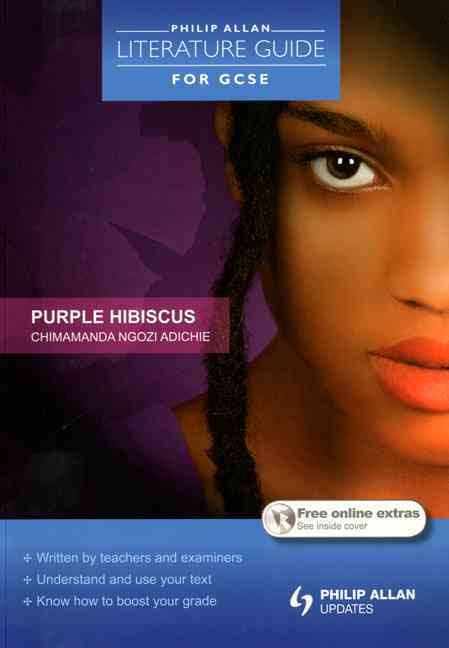 PHILIP ALLAN
LITERATURE GUIDE
FOR GCSE
PURPLE HIBISCUS
CHIMAMANDA NGOZI ADICHIE
Free online extras
See inside cover
✢ Written by teachers and examiners
✢ Understand and use your text
✢ Know how to boost your grade
PHILIP ALLAN
UPDATES